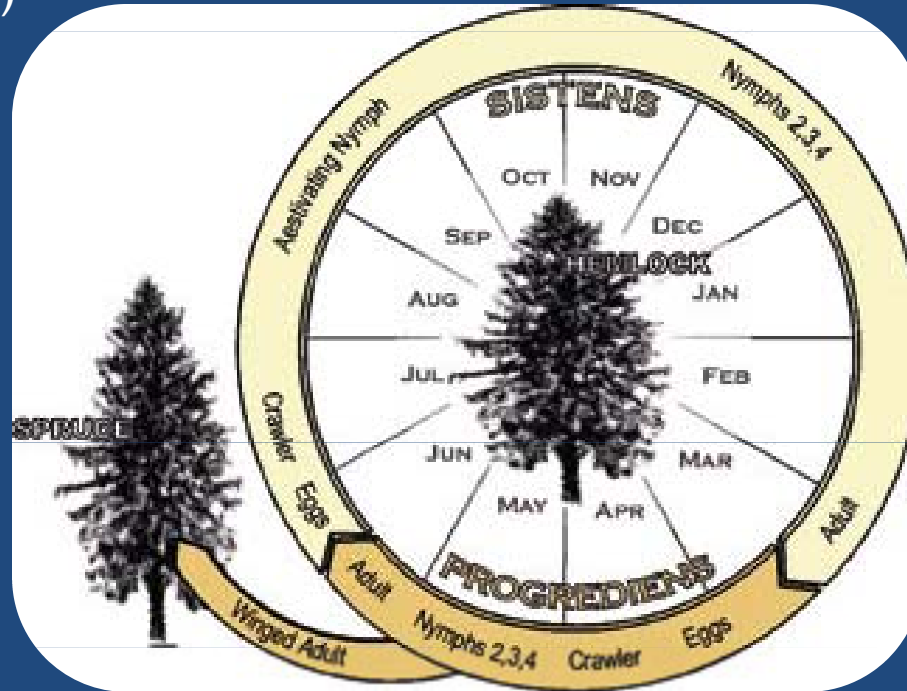 )
SISTENS
Nymphs 2,3,4
Aestivating Nymph
OCT
NOV
SEP
DEC
HEMLOCK
AUG
JAN
JUL
FEB
SPRUCE
Crawler
JUN
MAR
Eggs
MAY
APR
Adult
PROGREDIENS
Adult
Winged Adult
Nymphs 2,3,4
Crawler
Eggs